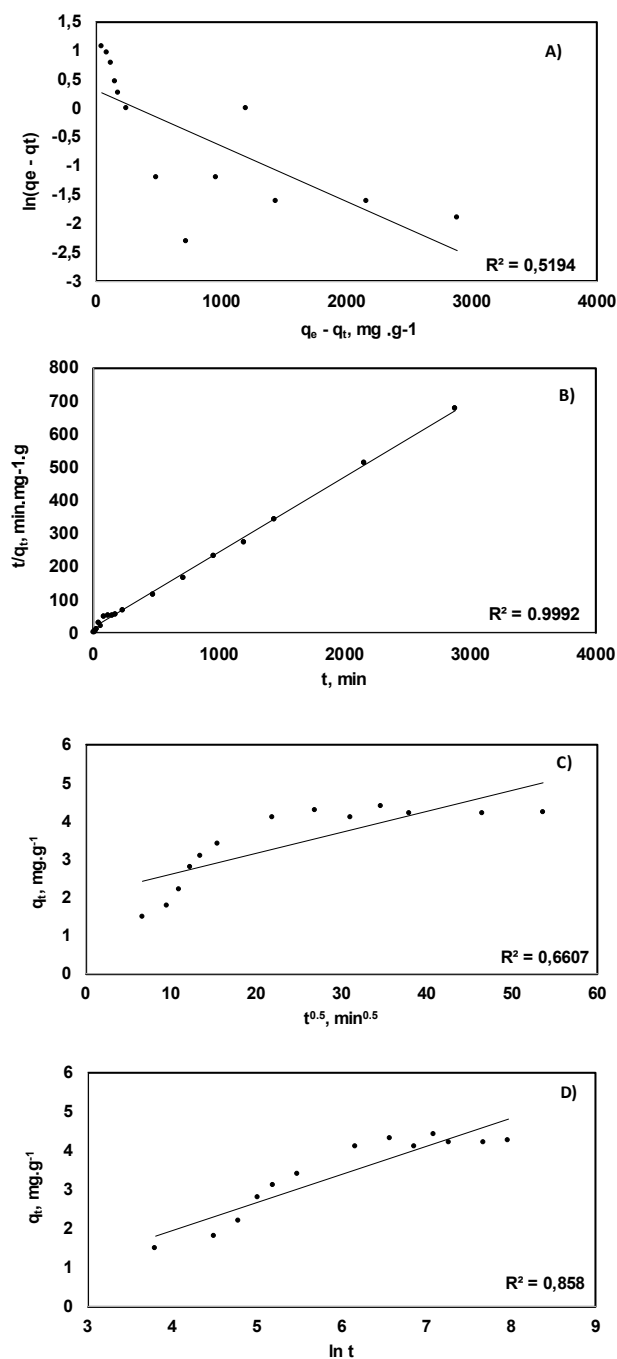 A)
1,5
1
0,5
0
-0,5
-1
-1,5
-2
-2,5
-3
ln(qe - qt)
R² = 0,5194
0 1000 2000 3000 4000
qₑ - qₜ, mg .g-1
B)
800
700
600
500
400
300
200
100
0
t/qₜ, min.mg-1.g
R² = 0.9992
0 1000 2000 3000 4000
t, min
C)
6
5
4
3
2
1
0
qₜ, mg.g⁻¹
R² = 0,6607
0 10 20 30 40 50 60
t⁰·⁵, min⁰·⁵
D)
6
5
4
3
2
1
0
qₜ, mg.g⁻¹
R² = 0,858
3 4 5 6 7 8 9
ln t